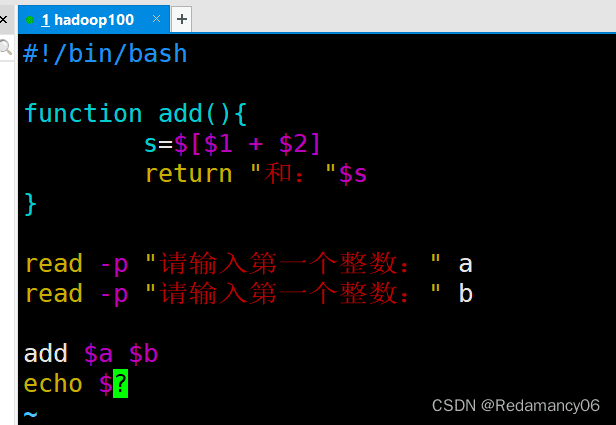 1 hadoop100
#!/bin/bash
function add(){
s=$[$1 + $2]
return "和："$s
}
read -p "请输入第一个整数：" a
read -p "请输入第一个整数：" b
add $a $b
echo $?
~
CSDN @Redamancy06